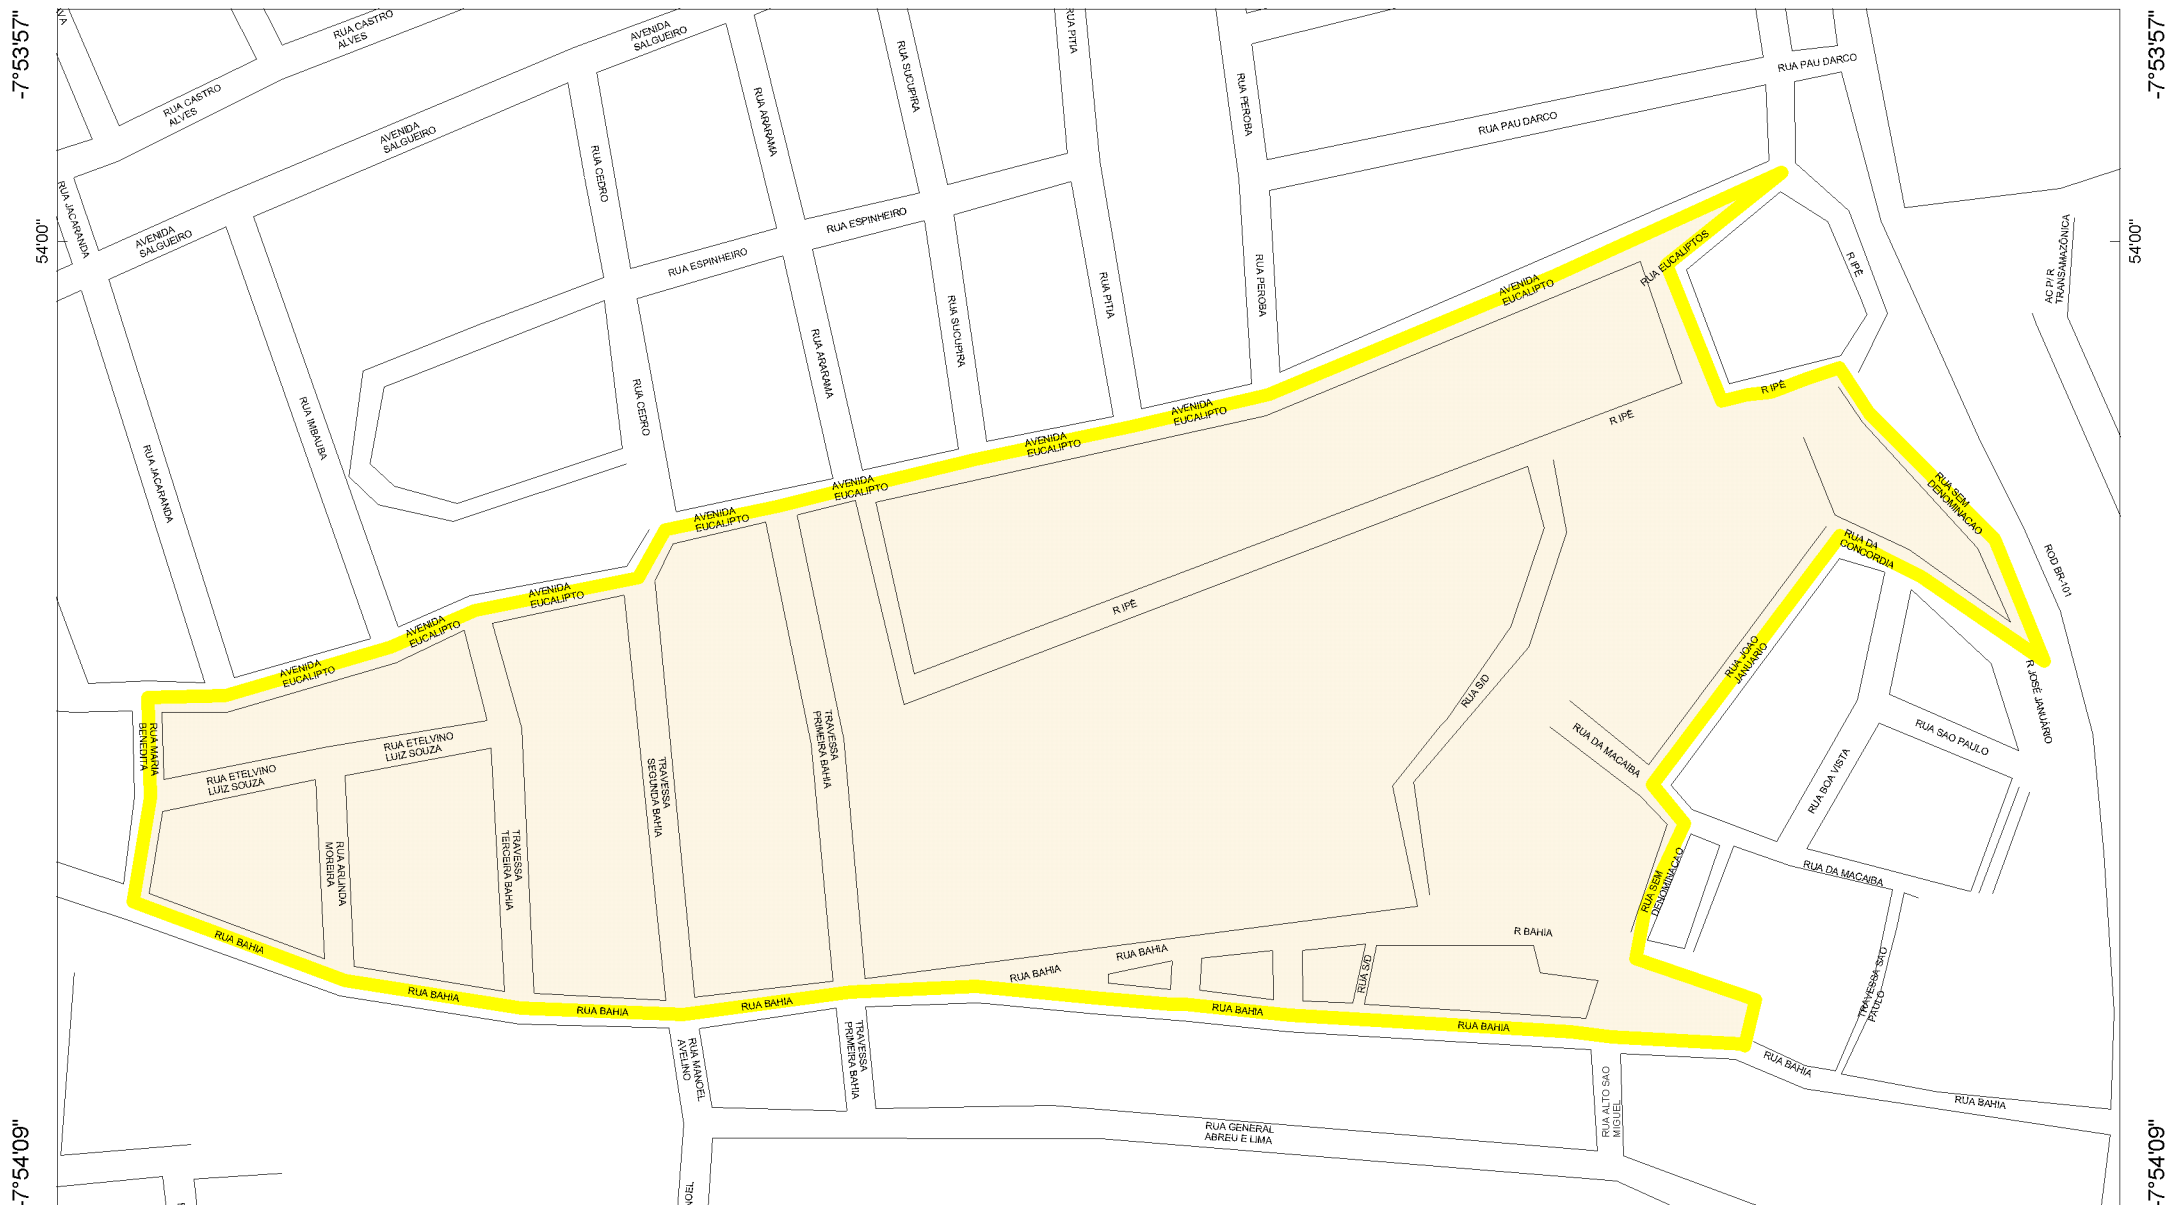 -7°53'57"
-7°53'57"
RUA CASTRO
ALVES
AVENIDA
SALGUEIRO
RUA PITIA
RUA SUCUPIRA
RUA PAU DARCO
RUA CASTRO
ALVES
RUA ARARAMA
RUA PEROBA
AVENIDA
SALGUEIRO
RUA PAU DARCO
RUA CEDRO
RUA JACARANDA
RUA ESPINHEIRO
AVENIDA
SALGUEIRO
54'00"
54'00"
RUA ESPINHEIRO
RUA EUCALIPTOS
R IPÊ
AC P/ R
TRANSAMAZÔNICA
RUA PITIA
RUA PEROBA
AVENIDA
EUCALIPTO
RUA SUCUPIRA
RUA ARARAMA
RUA CEDRO
RUA IMBAUBA
R IPÊ
AVENIDA
EUCALIPTO
R IPÊ
AVENIDA
EUCALIPTO
RUA JACARANDA
AVENIDA
EUCALIPTO
AVENIDA
EUCALIPTO
RUA SEM
DENOMINACAO
RUA DA
CONCORDIA
ROD BR-101
AVENIDA
EUCALIPTO
R IPÊ
AVENIDA
EUCALIPTO
AVENIDA
EUCALIPTO
RUA JOAO
JANUARIO
RUA S/D
R JOSÉ JANUÁRIO
RUA MARIA
BENEDITA
RUA ETELVINO
LUIZ SOUZA
TRAVESSA
PRIMEIRA BAHIA
RUA DA MACAIBA
RUA SAO PAULO
RUA ETELVINO
LUIZ SOUZA
TRAVESSA
SEGUNDA BAHIA
RUA BOA VISTA
RUA ARLINDA
MOREIRA
TRAVESSA
TERCEIRA BAHIA
RUA SEM
DENOMINACAO
RUA DA MACAIBA
RUA BAHIA
R BAHIA
RUA BAHIA
RUA BAHIA
RUA S/D
TRAVESSA SAO
PAULO
RUA BAHIA
RUA BAHIA
RUA BAHIA
RUA BAHIA
RUA BAHIA
RUA MANOEL
AVELINO
TRAVESSA
PRIMEIRA BAHIA
RUA BAHIA
RUA ALTO SAO
MIGUEL
RUA BAHIA
RUA GENERAL
ABREU E LIMA
-7°54'09"
-7°54'09"